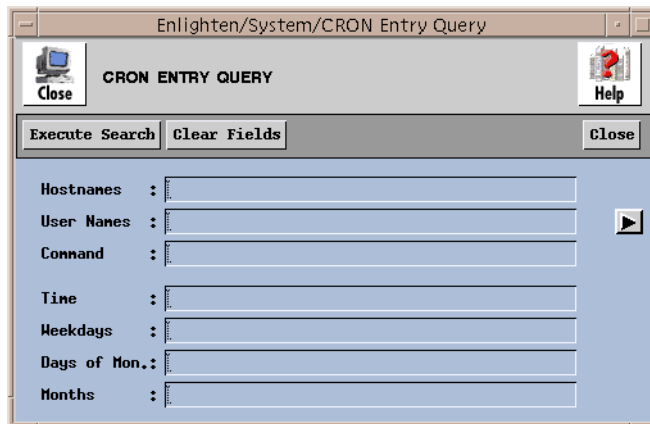 Enlighten/System/CRON Entry Query
Close
CRON ENTRY QUERY
Help
Execute Search Clear Fields Close
Hostnames :
User Names :
Command :
Time :
Weekdays :
Days of Mon.:
Months :